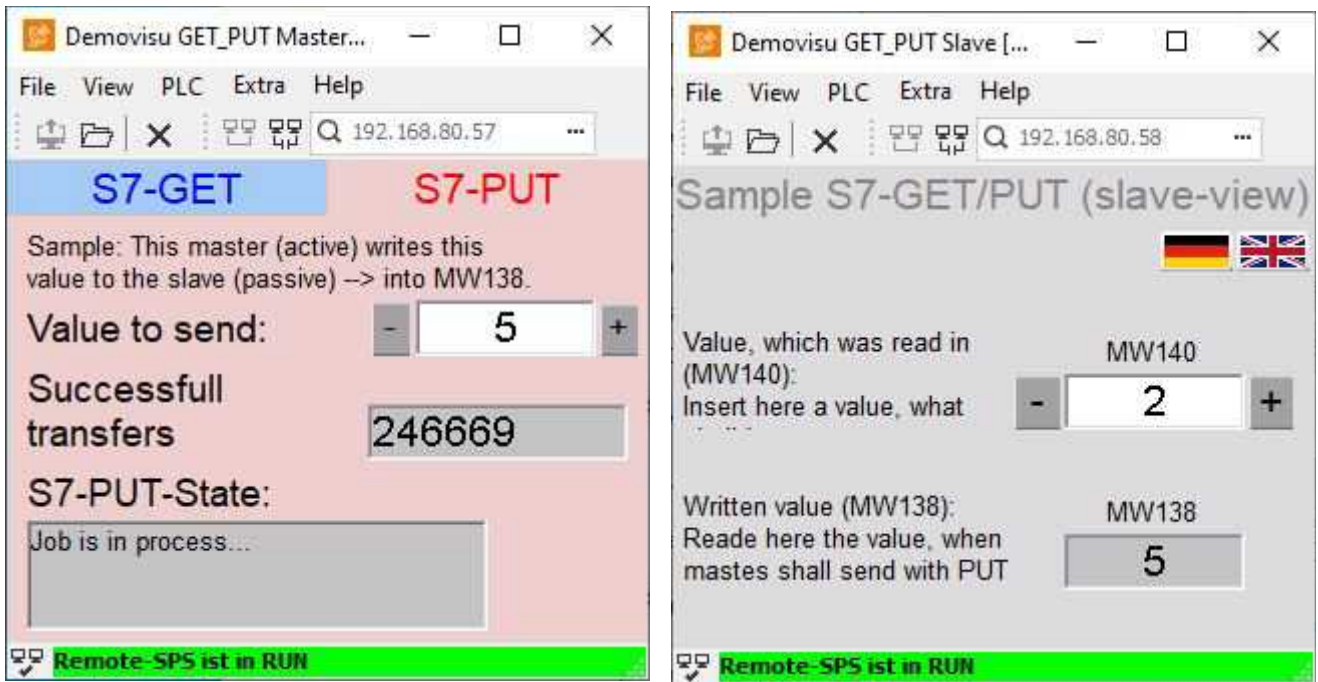 Demovisu GET_PUT Master...
File View PLC Extra Help
192.168.80.57 ...
S7-GET S7-PUT
Sample: This master (active) writes this
value to the slave (passive) --> into MW138.
Value to send: - 5 +
Successfull
transfers 246669
S7-PUT-State:
Job is in process...
Remote-SPS ist in RUN
Demovisu GET_PUT Slave [...
File View PLC Extra Help
192.168.80.58 ...
Sample S7-GET/PUT (slave-view)
Value, which was read in
(MW140):
Insert here a value, what
MW140
- 2 +
Written value (MW138):
Reade here the value, when
mastes shall send with PUT
MW138
5
Remote-SPS ist in RUN